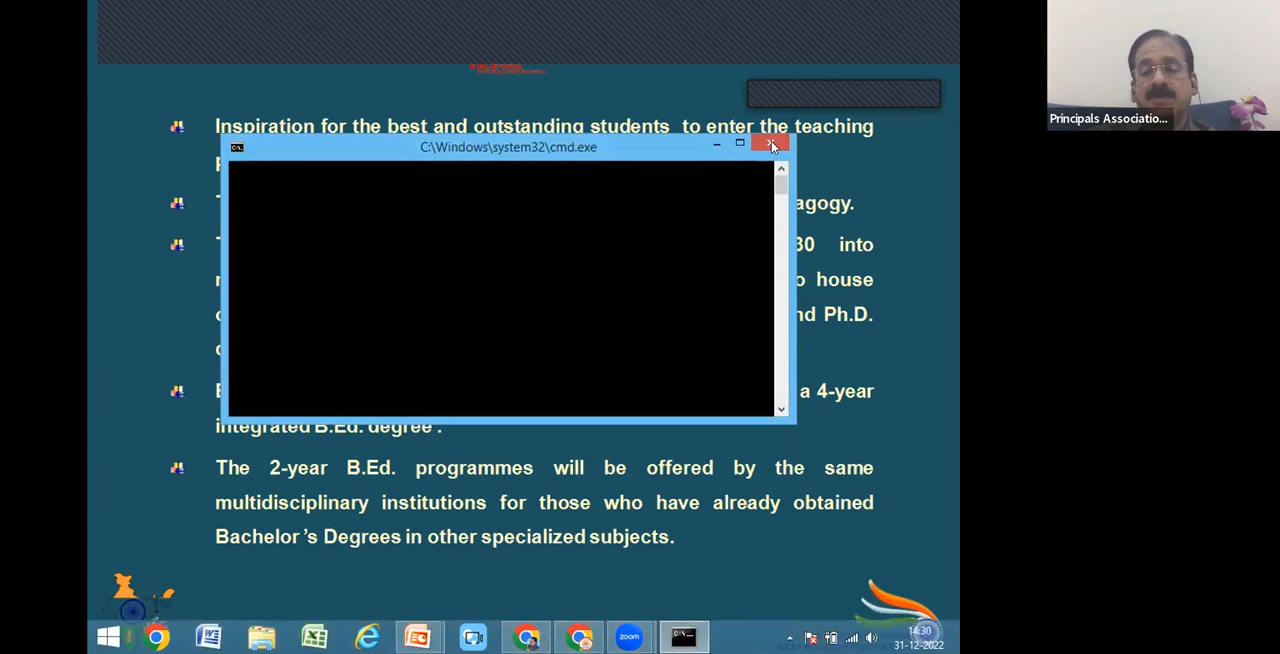 Principals Associatio...
Inspiration for the best and outstanding students to enter the teaching
C:\Windows\system32\cmd.exe
agogy.
30 into
house
nd Ph.D.
a 4-year
integrated B.Ed. degree .
The 2-year B.Ed. programmes will be offered by the same
multidisciplinary institutions for those who have already obtained
Bachelor's Degrees in other specialized subjects.
zoom
14:30
31-12-2022